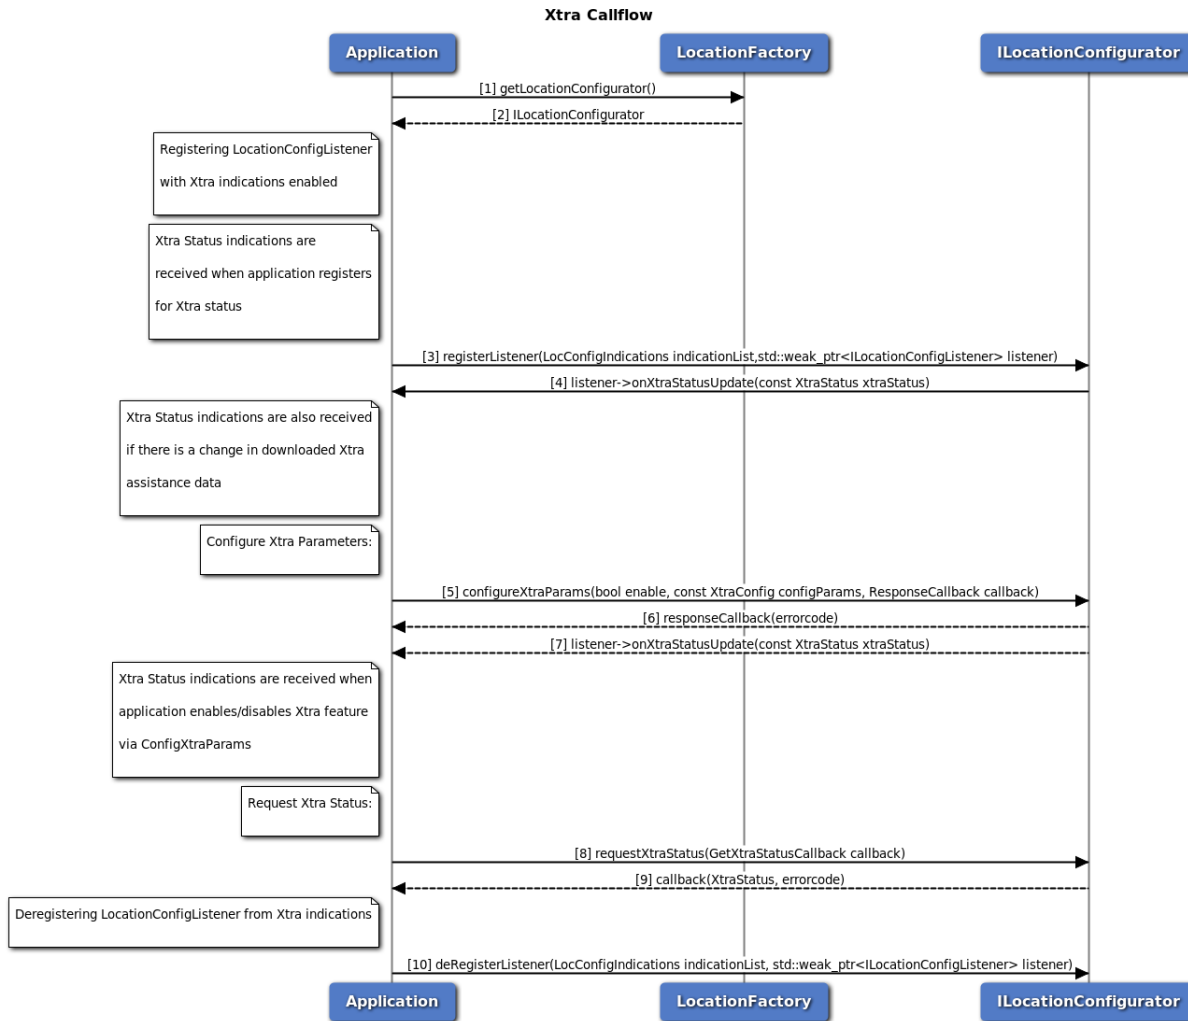 Xtra Callflow
Application
LocationFactory
ILocationConfigurator
[1] getLocationConfigurator()
[2] ILocationConfigurator
Registering LocationConfigListener
with Xtra indications enabled
Xtra Status indications are
received when application registers
for Xtra status
[3] registerListener(LocConfigIndications indicationList,std::weak_ptr<ILocationConfigListener> listener)
[4] listener->onXtraStatusUpdate(const XtraStatus xtraStatus)
Xtra Status indications are also received
if there is a change in downloaded Xtra
assistance data
Configure Xtra Parameters:
[5] configureXtraParams(bool enable, const XtraConfig configParams, ResponseCallback callback)
[6] responseCallback(errorcode)
[7] listener->onXtraStatusUpdate(const XtraStatus xtraStatus)
Xtra Status indications are received when
application enables/disables Xtra feature
via ConfigXtraParams
Request Xtra Status:
[8] requestXtraStatus(GetXtraStatusCallback callback)
[9] callback(XtraStatus, errorcode)
Deregistering LocationConfigListener from Xtra indications
[10] deRegisterListener(LocConfigIndications indicationList, std::weak_ptr<ILocationConfigListener> listener)
Application
LocationFactory
ILocationConfigurator